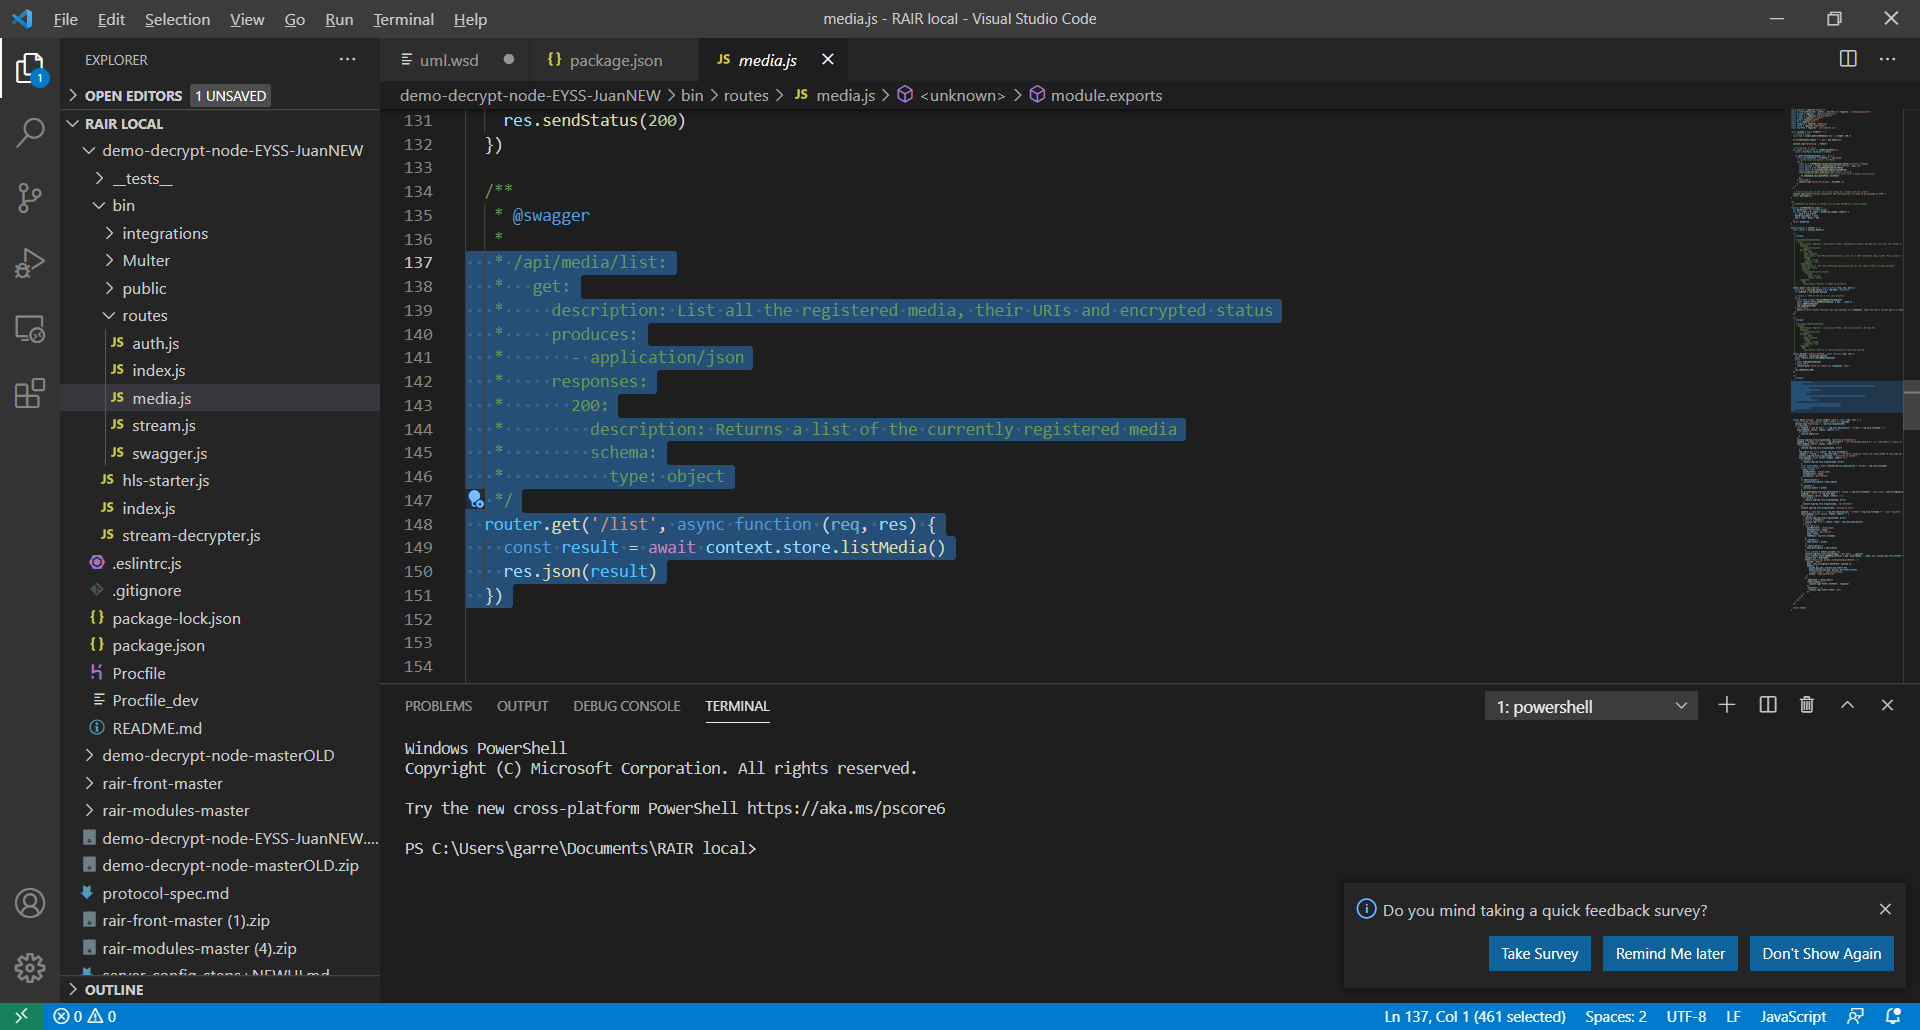 File Edit Selection View Go Run Terminal Help
media.js - RAIR local - Visual Studio Code
EXPLORER
uml.wsd
{} package.json
JS media.js
OPEN EDITORS 1 UNSAVED
demo-decrypt-node-EYSS-JuanNEW > bin > routes > JS media.js > <unknown> > module.exports
1
RAIR LOCAL
demo-decrypt-node-EYSS-JuanNEW
__tests__
bin
integrations
Multer
public
routes
JS auth.js
JS index.js
JS media.js
JS stream.js
JS swagger.js
JS hls-starter.js
JS index.js
JS stream-decrypter.js
.eslintrc.js
.gitignore
{} package-lock.json
{} package.json
Procfile
Procfile_dev
README.md
demo-decrypt-node-masterOLD
rair-front-master
rair-modules-master
demo-decrypt-node-EYSS-JuanNEW....
demo-decrypt-node-masterOLD.zip
protocol-spec.md
rair-front-master (1).zip
rair-modules-master (4).zip
server_config_steps+NEWUI.md
OUTLINE
131 res.sendStatus(200)
132 })
133
134 /**
135 * @swagger
136 *
137 * /api/media/list:
138 * get:
139 * description: List all the registered media, their URIs and encrypted status
140 * produces:
141 * - application/json
142 * responses:
143 * 200:
144 * description: Returns a list of the currently registered media
145 * schema:
146 * type: object
147 */
148 router.get('/list', async function (req, res) {
149 const result = await context.store.listMedia()
150 res.json(result)
151 })
152
153
154
PROBLEMS OUTPUT DEBUG CONSOLE TERMINAL
1: powershell
Windows PowerShell
Copyright (C) Microsoft Corporation. All rights reserved.
Try the new cross-platform PowerShell https://aka.ms/pscore6
PS C:\Users\garre\Documents\RAIR local>
Do you mind taking a quick feedback survey?
Take Survey
Remind Me later
Don't Show Again
0 0
Ln 137, Col 1 (461 selected) Spaces: 2 UTF-8 LF JavaScript